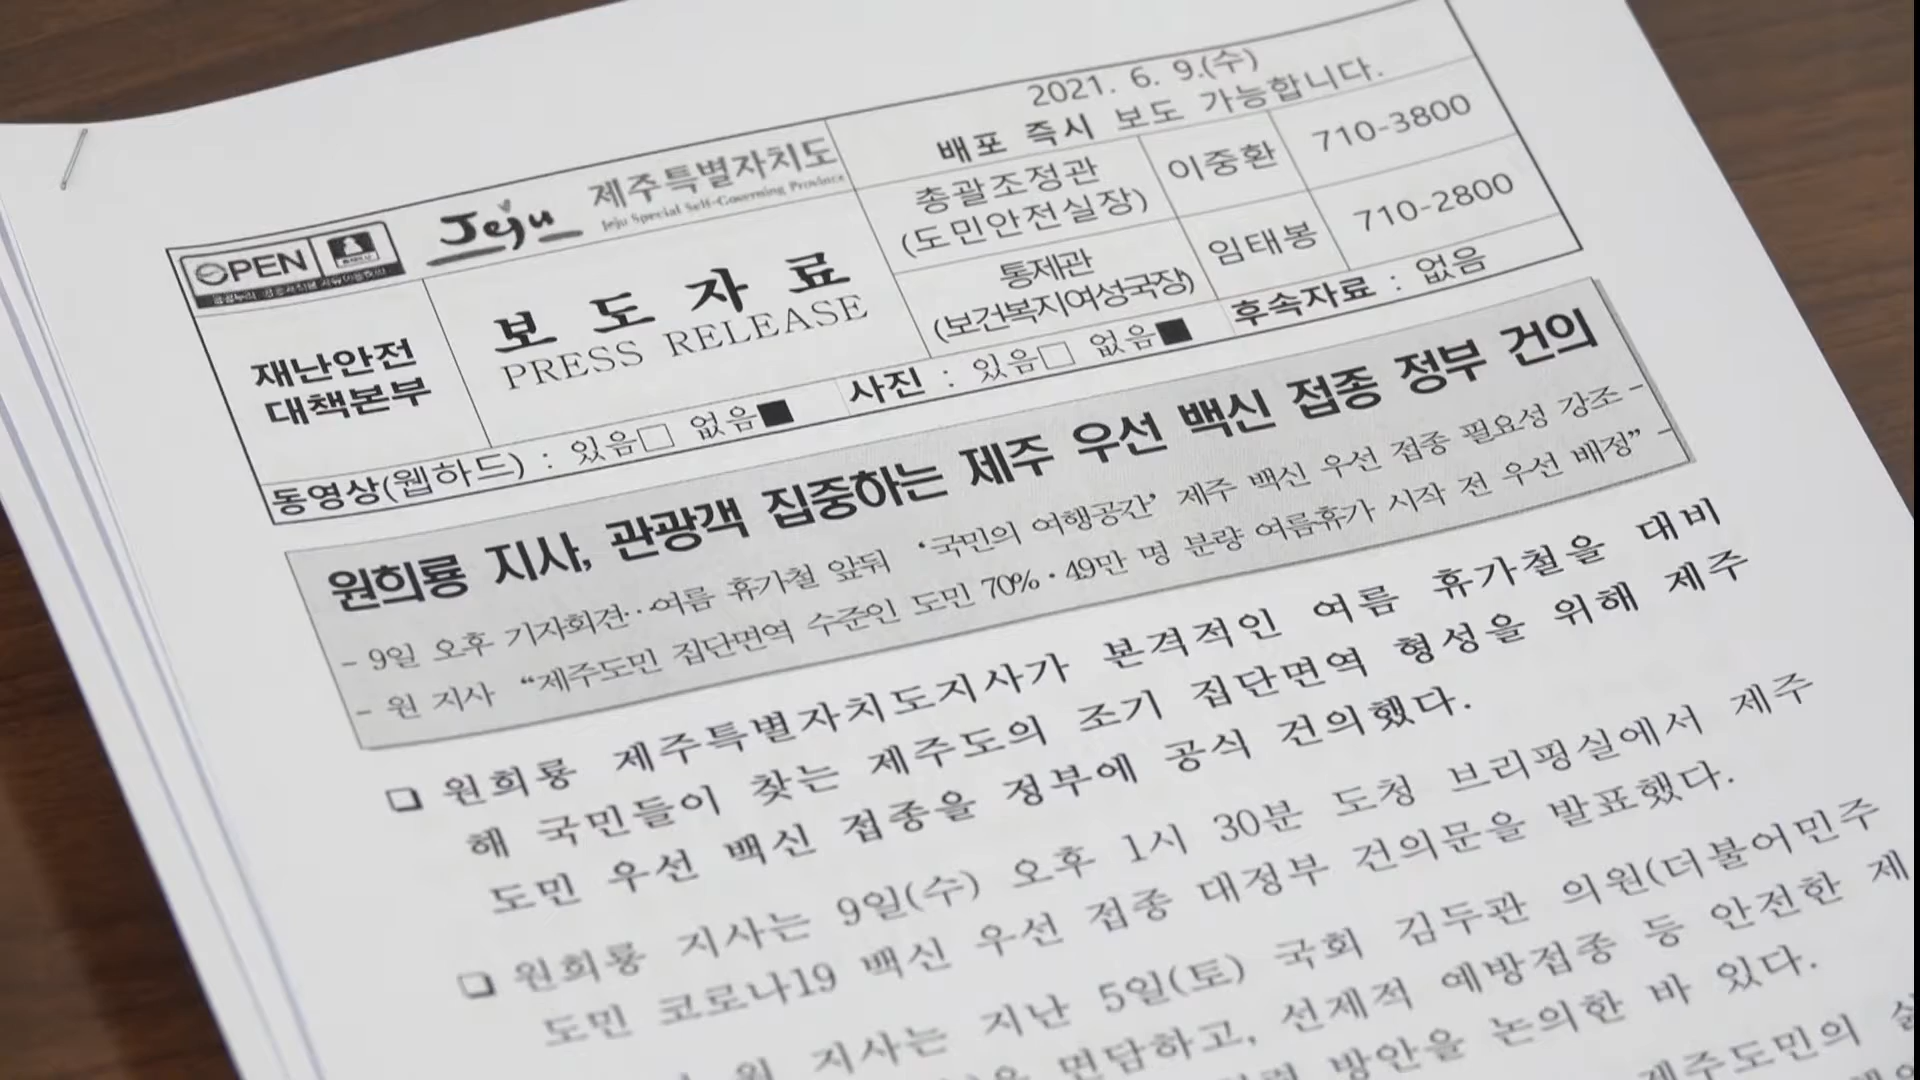 2021. 6. 9.(수)
배포 즉시 보도 가능합니다.
OPEN
Jeju 제주특별자치도
Jeju Special Self-Governing Province
총괄조정관
(도민안전실장)
이중환
710-3800
재난안전
대책본부
보 도 자 료
PRESS RELEASE
통제관
(보건복지여성국장)
임태봉
710-2800
동영상(웹하드) : 있음□ 없음■ 사진 : 있음□ 없음■ 후속자료 : 없음
원희룡 지사, 관광객 집중하는 제주 우선 백신 접종 정부 건의
- 9일 오후 기자회견‥여름 휴가철 앞둬 ‘국민의 여행공간’ 제주 백신 우선 접종 필요성 강조 -
- 원 지사 “제주도민 집단면역 수준인 도민 70%·49만 명 분량 여름휴가 시작 전 우선 배정” -
❏ 원희룡 제주특별자치도지사가 본격적인 여름 휴가철을 대비
해 국민들이 찾는 제주도의 조기 집단면역 형성을 위해 제주
도민 우선 백신 접종을 정부에 공식 건의했다.
❏ 원희룡 지사는 9일(수) 오후 1시 30분 도청 브리핑실에서 제주
도민 코로나19 백신 우선 접종 대정부 건의문을 발표했다.
원 지사는 지난 5일(토) 국회 김두관 의원(더불어민주
면담하고, 선제적 예방접종 등 안전한 제
방안을 논의한 바 있다.
제주도민의